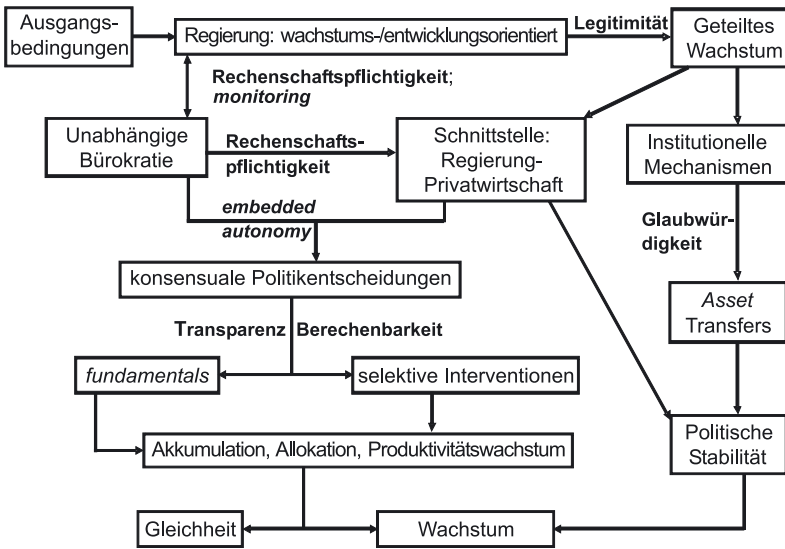 Ausgangs-
bedingungen
Regierung: wachstums-/entwicklungsorientiert
Legitimität
Geteiltes
Wachstum
Rechenschaftspflichtigkeit;
monitoring
Unabhängige
Bürokratie
Rechenschafts-
pflichtigkeit
Schnittstelle:
Regierung-
Privatwirtschaft
Institutionelle
Mechanismen
embedded
autonomy
Glaubwür-
digkeit
konsensuale Politikentscheidungen
Asset
Transfers
Transparenz Berechenbarkeit
fundamentals
selektive Interventionen
Akkumulation, Allokation, Produktivitätswachstum
Politische
Stabilität
Gleichheit
Wachstum